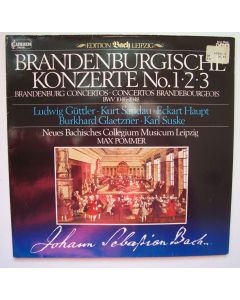 CAPRICCIO
EDITION Bach LEIPZIG
BRANDENBURGISCHE
KONZERTE No.1·2·3
BRANDENBURG CONCERTOS · CONCERTOS BRANDEBOURGEOIS
BWV 1046-1048
Ludwig Güttler · Kurt Sandau · Eckart Haupt
Burkhard Glaetzner · Karl Suske
Neues Bachisches Collegium Musicum Leipzig
MAX POMMER
Johann Sebastian Bach